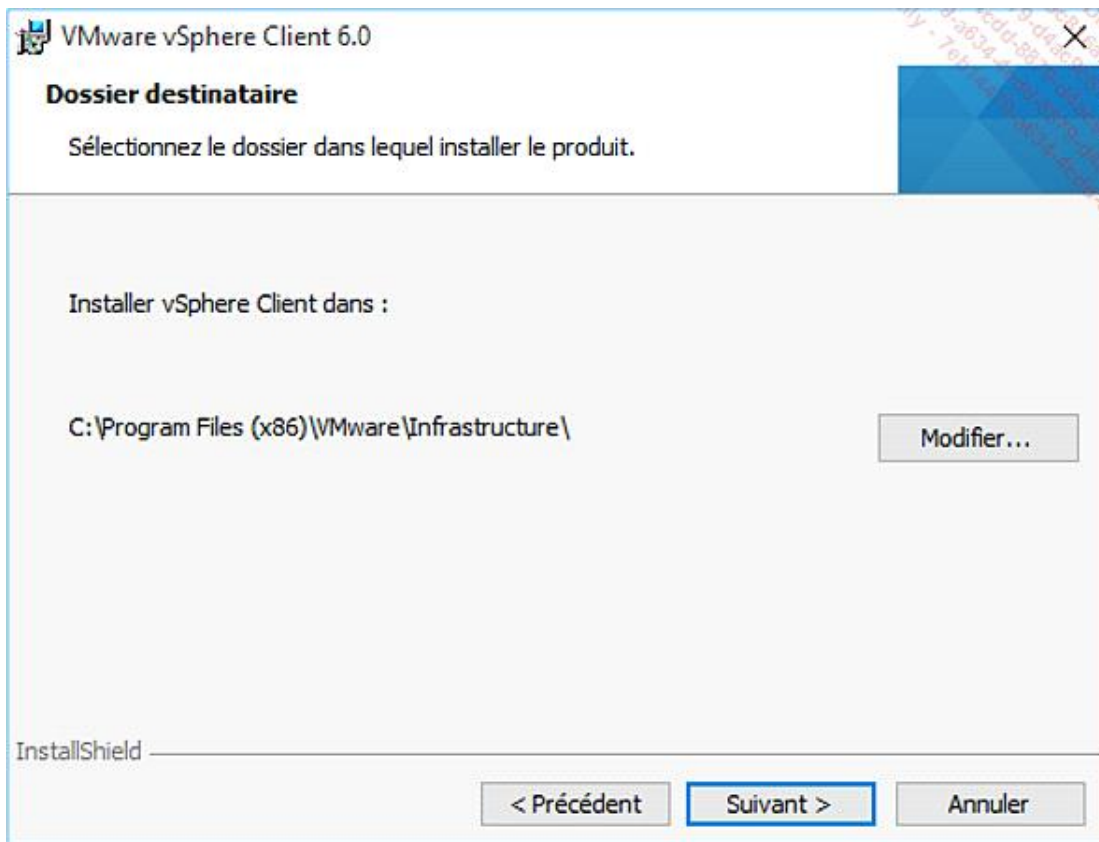 VMware vSphere Client 6.0
Dossier destinataire
Sélectionnez le dossier dans lequel installer le produit.
Installer vSphere Client dans :
C:\Program Files (x86)\VMware\Infrastructure\
Modifier...
InstallShield
< Précédent
Suivant >
Annuler